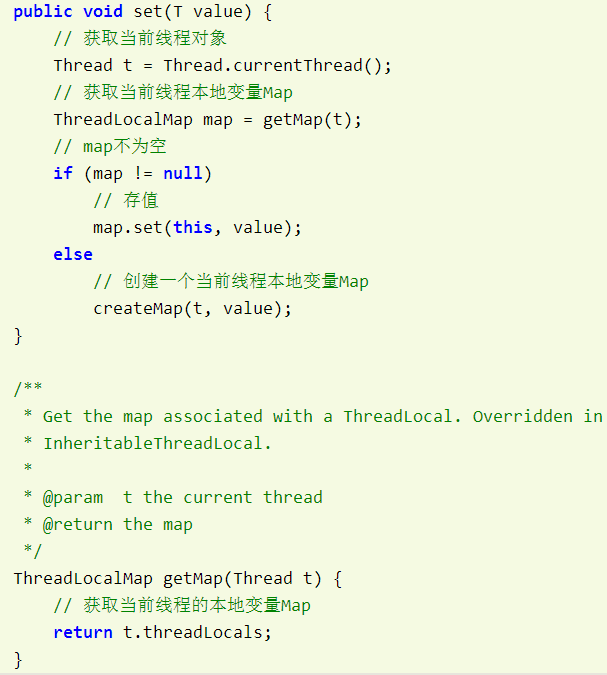 public void set(T value) {
    // 获取当前线程对象
    Thread t = Thread.currentThread();
    // 获取当前线程本地变量Map
    ThreadLocalMap map = getMap(t);
    // map不为空
    if (map != null)
        // 存值
        map.set(this, value);
    else
        // 创建一个当前线程本地变量Map
        createMap(t, value);
}

/**
 * Get the map associated with a ThreadLocal. Overridden in
 * InheritableThreadLocal.
 *
 * @param  t the current thread
 * @return the map
 */
ThreadLocalMap getMap(Thread t) {
    // 获取当前线程的本地变量Map
    return t.threadLocals;
}